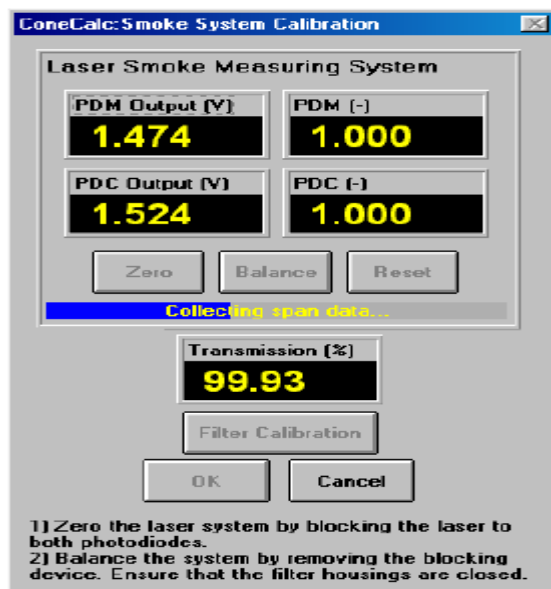 ConeCalc:Smoke System Calibration
Laser Smoke Measuring System
PDM Output (V)
PDM (-)
1.474
1.000
PDC Output (V)
PDC (-)
1.524
1.000
Zero
Balance
Reset
Collecting span data...
Transmission (%)
99.93
Filter Calibration
OK
Cancel
1) Zero the laser system by blocking the laser to
both photodiodes.
2) Balance the system by removing the blocking
device. Ensure that the filter housings are closed.